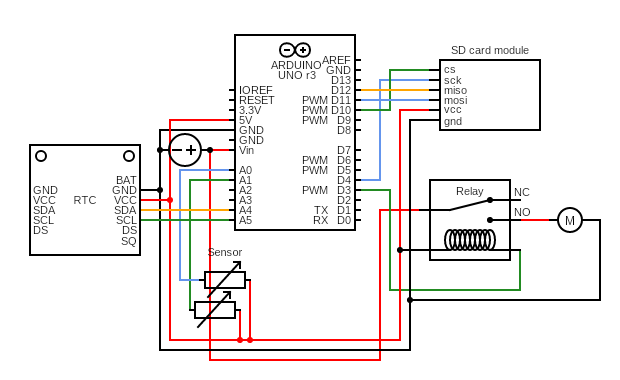 SD card module
cs
sck
miso
mosi
vcc
gnd
ARDUINO
UNO r3
IOREF
RESET
3.3V
5V
GND
GND
Vin
A0
A1
A2
A3
A4
A5
AREF
GND
D13
D12
PWM D11
PWM D10
PWM D9
D8
D7
PWM D6
PWM D5
D4
PWM D3
D2
TX D1
RX D0
RTC
BAT
GND
VCC
SDA
SCL
DS
SQ
GND
VCC
SDA
SCL
DS
Relay
NC
NO
M
Sensor